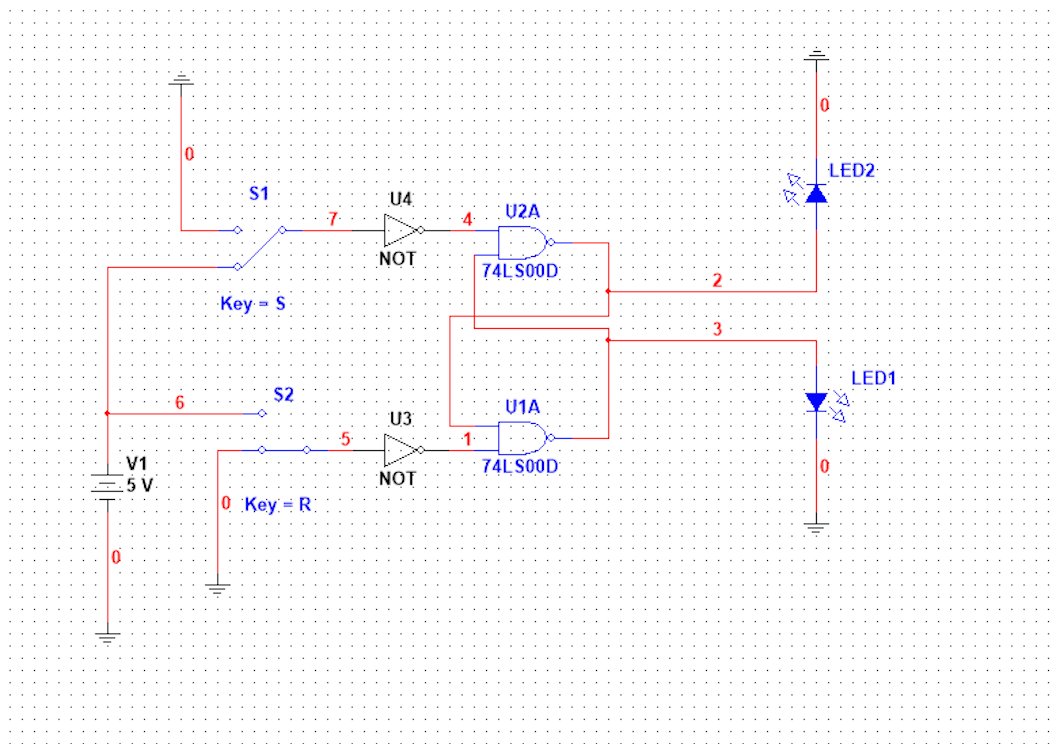 0
LED2
0
S1
U4
U2A
7
4
NOT
74LS00D
2
Key = S
3
LED1
S2
6
U3
U1A
5
1
V1
5 V
NOT
74LS00D
0
0
Key = R
0